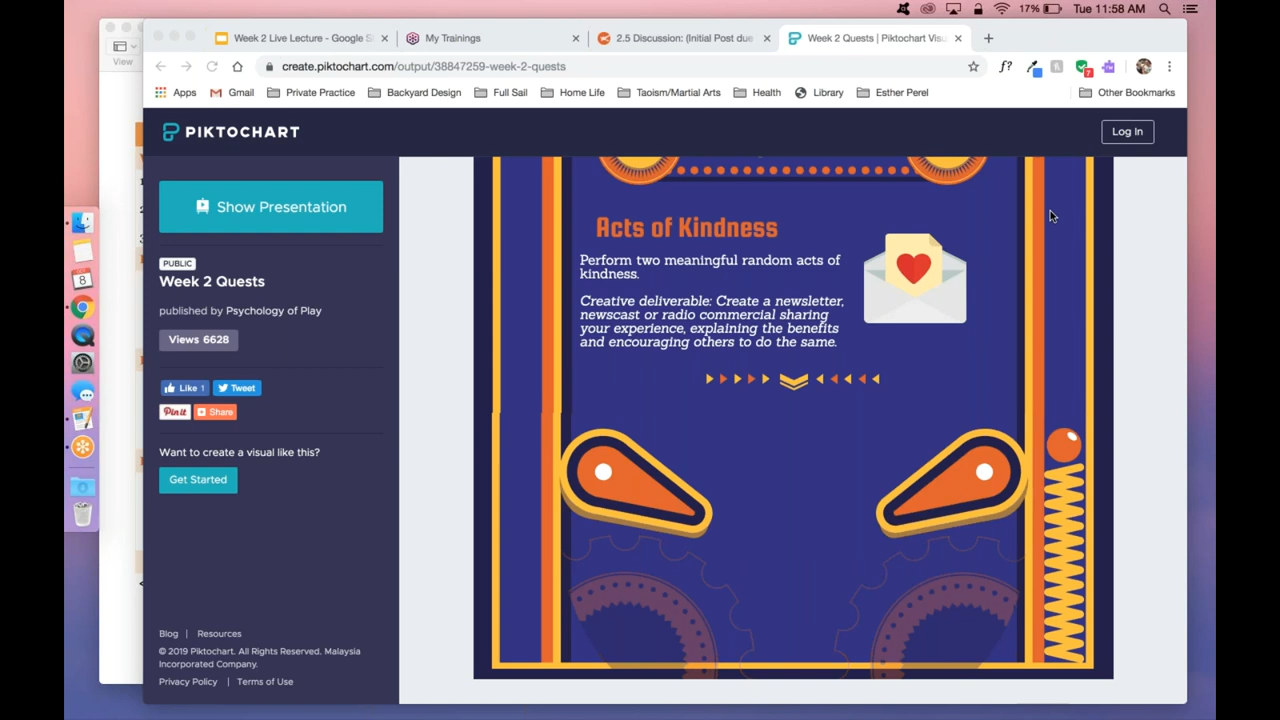 17%
Tue 11:58 AM
View
Week 2 Live Lecture - Google S
My Trainings
2.5 Discussion: (Initial Post due
Week 2 Quests | Piktochart Visu
create.piktochart.com/output/38847259-week-2-quests
f?
7
Apps
Gmail
Private Practice
Backyard Design
Full Sail
Home Life
Taoism/Martial Arts
Health
Library
Esther Perel
Other Bookmarks
PIKTOCHART
Log In
Show Presentation
PUBLIC
Week 2 Quests
published by Psychology of Play
Views 6628
Like 1
Tweet
Pin it
Share
Want to create a visual like this?
Get Started
Blog | Resources
© 2019 Piktochart. All Rights Reserved. Malaysia
Incorporated Company.
Privacy Policy | Terms of Use
Acts of Kindness
Perform two meaningful random acts of
kindness.
Creative deliverable: Create a newsletter,
newscast or radio commercial sharing
your experience, explaining the benefits
and encouraging others to do the same.